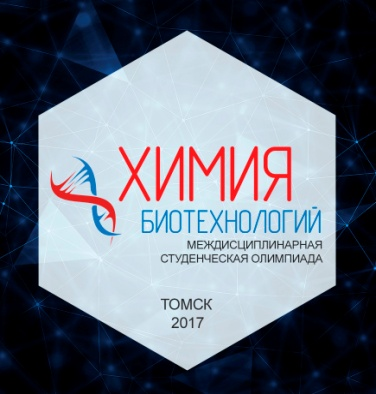 ХИМИЯ
БИОТЕХНОЛОГИЙ
МЕЖДИСЦИПЛИНАРНАЯ
СТУДЕНЧЕСКАЯ ОЛИМПИАДА
ТОМСК
2017